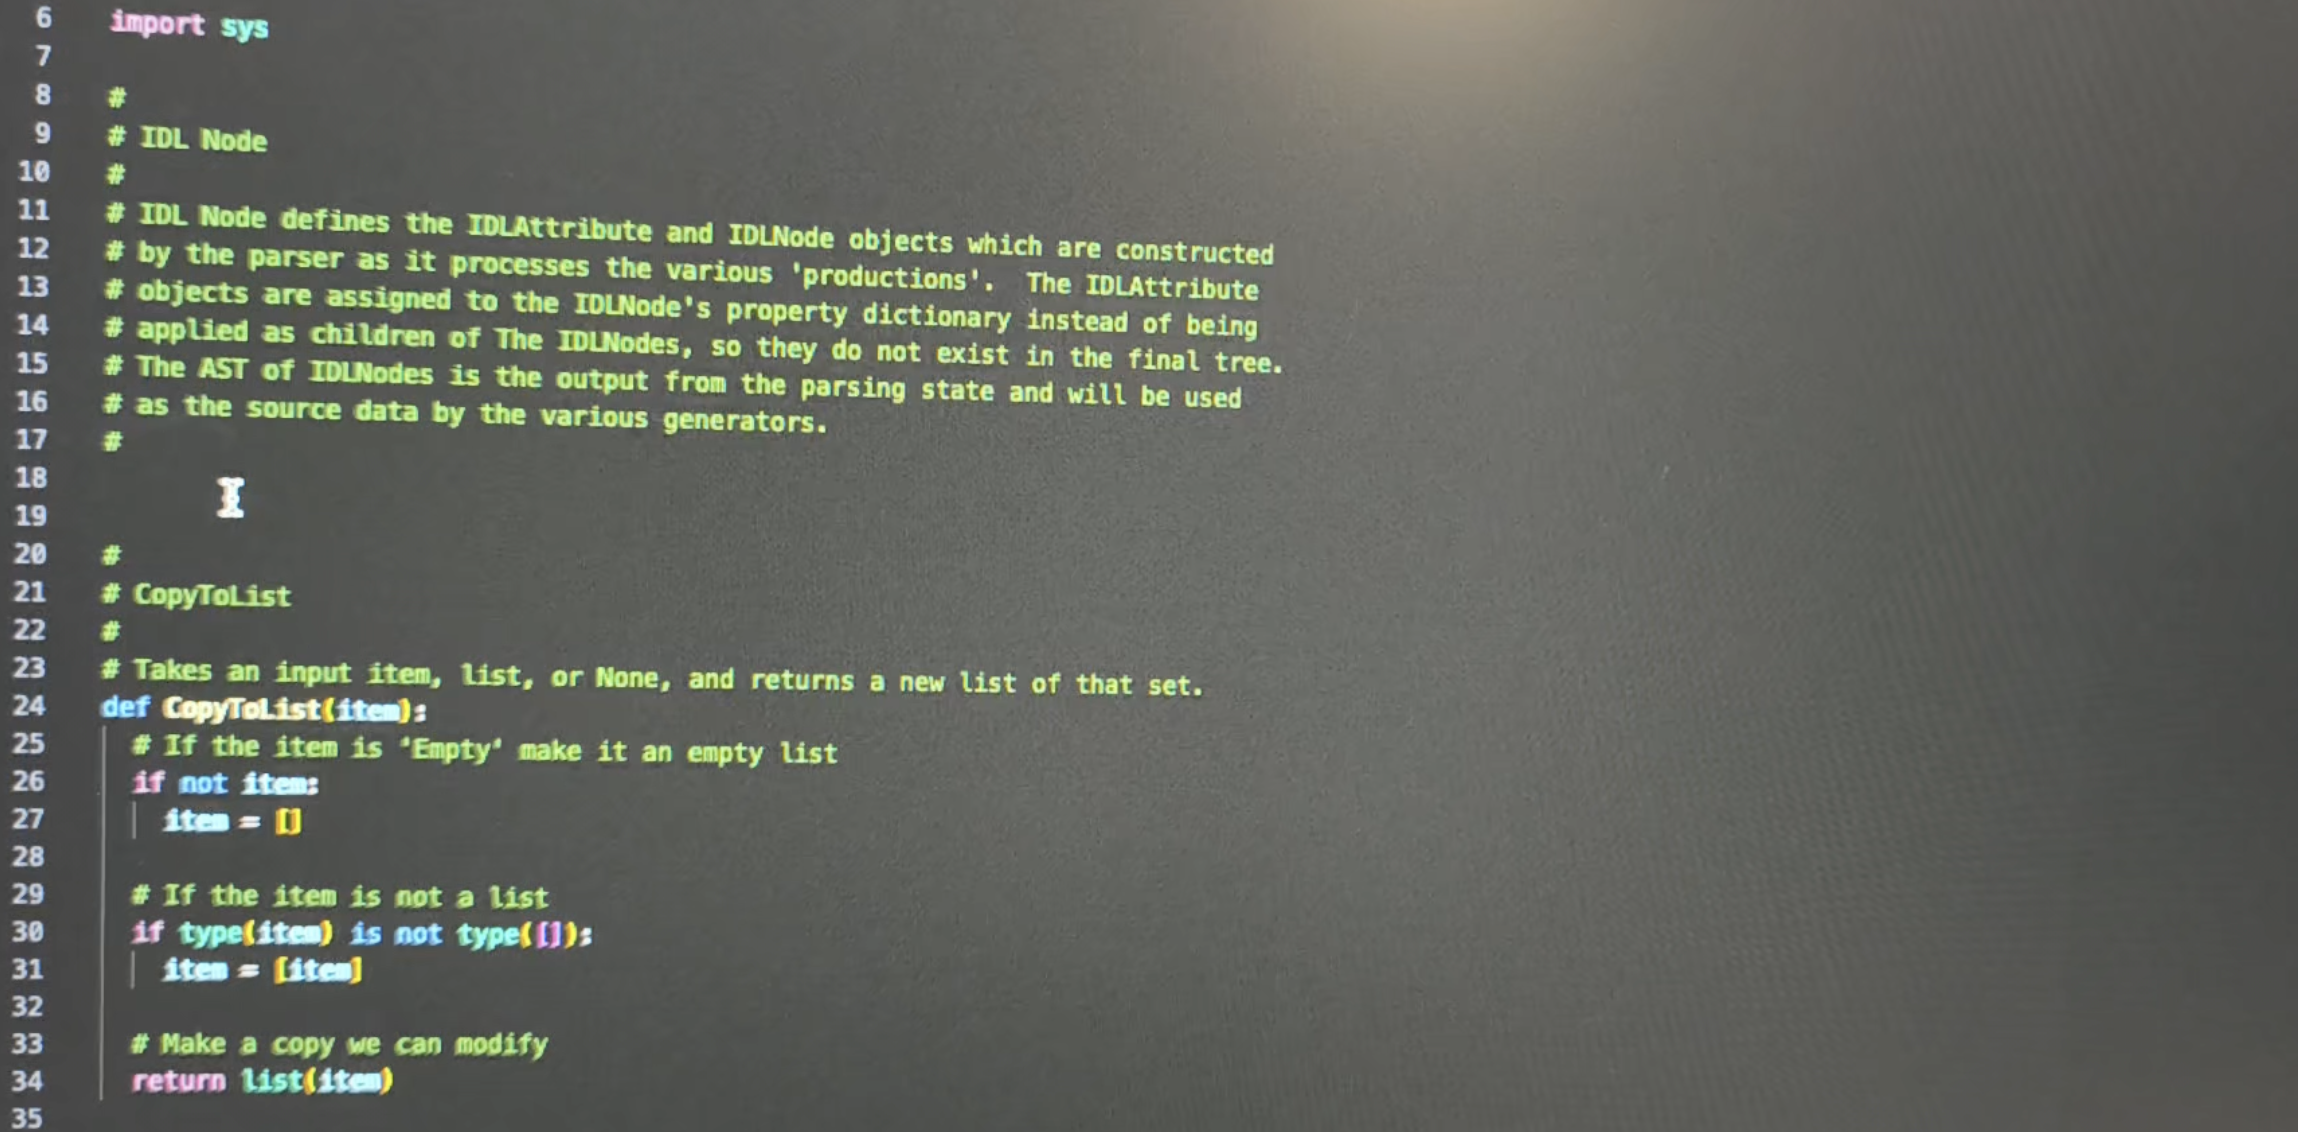 6 import sys
7
8 #
9 # IDL Node
10 #
11 # IDL Node defines the IDLAttribute and IDLNode objects which are constructed
12 # by the parser as it processes the various 'productions'.  The IDLAttribute
13 # objects are assigned to the IDLNode's property dictionary instead of being
14 # applied as children of The IDLNodes, so they do not exist in the final tree.
15 # The AST of IDLNodes is the output from the parsing state and will be used
16 # as the source data by the various generators.
17 #
18
19
20 #
21 # CopyToList
22 #
23 # Takes an input item, list, or None, and returns a new list of that set.
24 def CopyToList(item):
25   # If the item is 'Empty' make it an empty list
26   if not item:
27     item = []
28
29   # If the item is not a list
30   if type(item) is not type([]):
31     item = [item]
32
33   # Make a copy we can modify
34   return list(item)
35